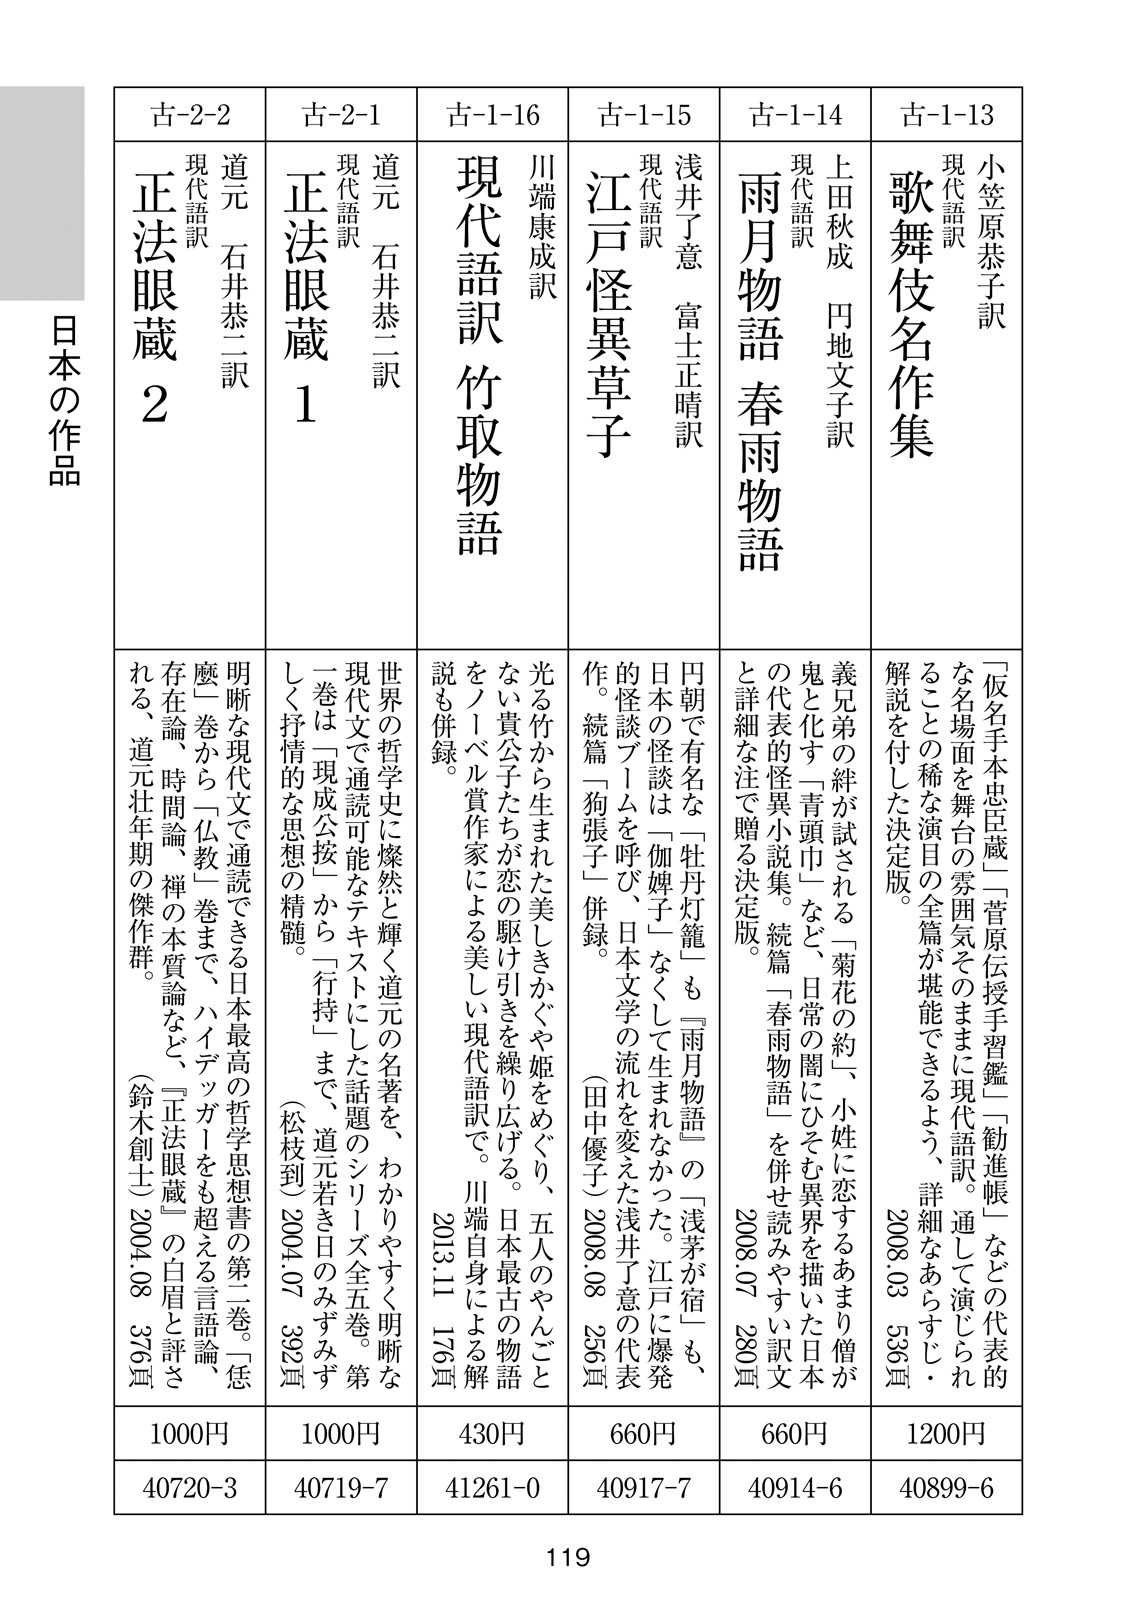 日本の作品
古-1-13
小笠原恭子訳
現代語訳
歌舞伎名作集
「仮名手本忠臣蔵」「菅原伝授手習鑑」「勧進帳」などの代表的
な名場面を舞台の雰囲気そのままに現代語訳。通して演じられ
ることの稀な演目の全篇が堪能できるよう、詳細なあらすじ・
解説を付した決定版。 2008.03 536頁
1200円
40899-6
古-1-14
上田秋成 円地文子訳
現代語訳
雨月物語 春雨物語
義兄弟の絆が試される「菊花の約」、小姓に恋するあまり僧が
鬼と化す「青頭巾」など、日常の闇にひそむ異界を描いた日本
の代表的怪異小説集。続篇「春雨物語」を併せ読みやすい訳文
と詳細な注で贈る決定版。 2008.07 280頁
660円
40914-6
古-1-15
浅井了意 富士正晴訳
現代語訳
江戸怪異草子
円朝で有名な「牡丹灯籠」も『雨月物語』の「浅茅が宿」も、
日本の怪談は「伽婢子」なくして生まれなかった。江戸に爆発
的怪談ブームを呼び、日本文学の流れを変えた浅井了意の代表
作。続篇「狗張子」併録。 （田中優子） 2008.08 256頁
660円
40917-7
古-1-16
川端康成訳
現代語訳 竹取物語
光る竹から生まれた美しきかぐや姫をめぐり、五人のやんごと
ない貴公子たちが恋の駆け引きを繰り広げる。日本最古の物語
をノーベル賞作家による美しい現代語訳で。川端自身による解
説も併録。 2013.11 176頁
430円
41261-0
古-2-1
道元 石井恭二訳
現代語訳
正法眼蔵 1
世界の哲学史に燦然と輝く道元の名著を、わかりやすく明晰な
現代文で通読可能なテキストにした話題のシリーズ全五巻。第
一巻は「現成公按」から「行持」まで、道元若き日のみずみず
しく抒情的な思想の精髄。 （松枝到） 2004.07 392頁
1000円
40719-7
古-2-2
道元 石井恭二訳
現代語訳
正法眼蔵 2
明晰な現代文で通読できる日本最高の哲学思想書の第二巻。「恁
麼」巻から「仏教」巻まで、ハイデッガーをも超える言語論、
存在論、時間論、禅の本質論など、『正法眼蔵』の白眉と評さ
れる、道元壮年期の傑作群。 （鈴木創士） 2004.08 376頁
1000円
40720-3
119